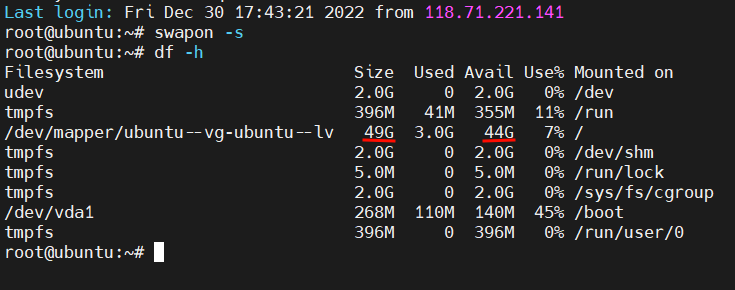 Last login: Fri Dec 30 17:43:21 2022 from 118.71.221.141
root@ubuntu:~# swapon -s
root@ubuntu:~# df -h
Filesystem Size Used Avail Use% Mounted on
udev 2.0G 0 2.0G 0% /dev
tmpfs 396M 41M 355M 11% /run
/dev/mapper/ubuntu--vg-ubuntu--lv 49G 3.0G 44G 7% /
tmpfs 2.0G 0 2.0G 0% /dev/shm
tmpfs 5.0M 0 5.0M 0% /run/lock
tmpfs 2.0G 0 2.0G 0% /sys/fs/cgroup
/dev/vda1 268M 110M 140M 45% /boot
tmpfs 396M 0 396M 0% /run/user/0
root@ubuntu:~#